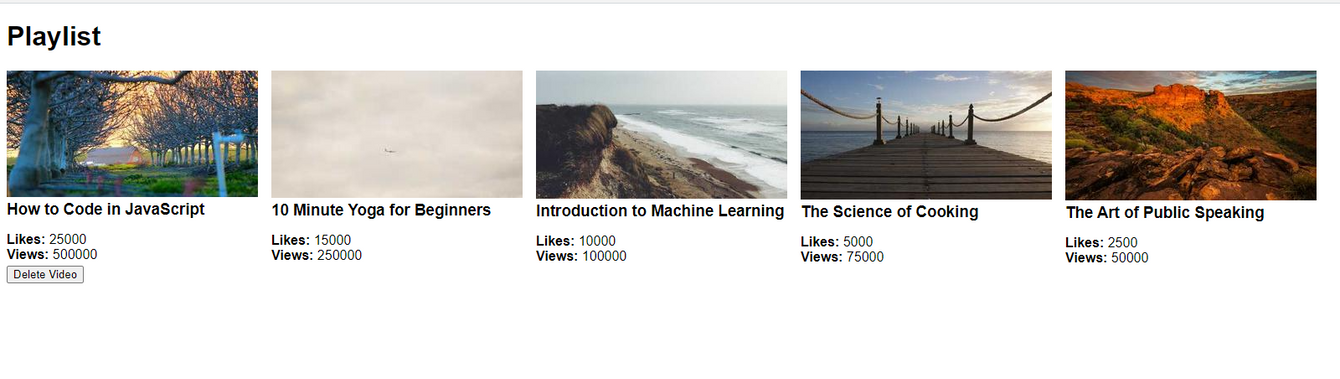 Playlist
How to Code in JavaScript
Likes: 25000
Views: 500000
Delete Video
10 Minute Yoga for Beginners
Likes: 15000
Views: 250000
Introduction to Machine Learning
Likes: 10000
Views: 100000
The Science of Cooking
Likes: 5000
Views: 75000
The Art of Public Speaking
Likes: 2500
Views: 50000